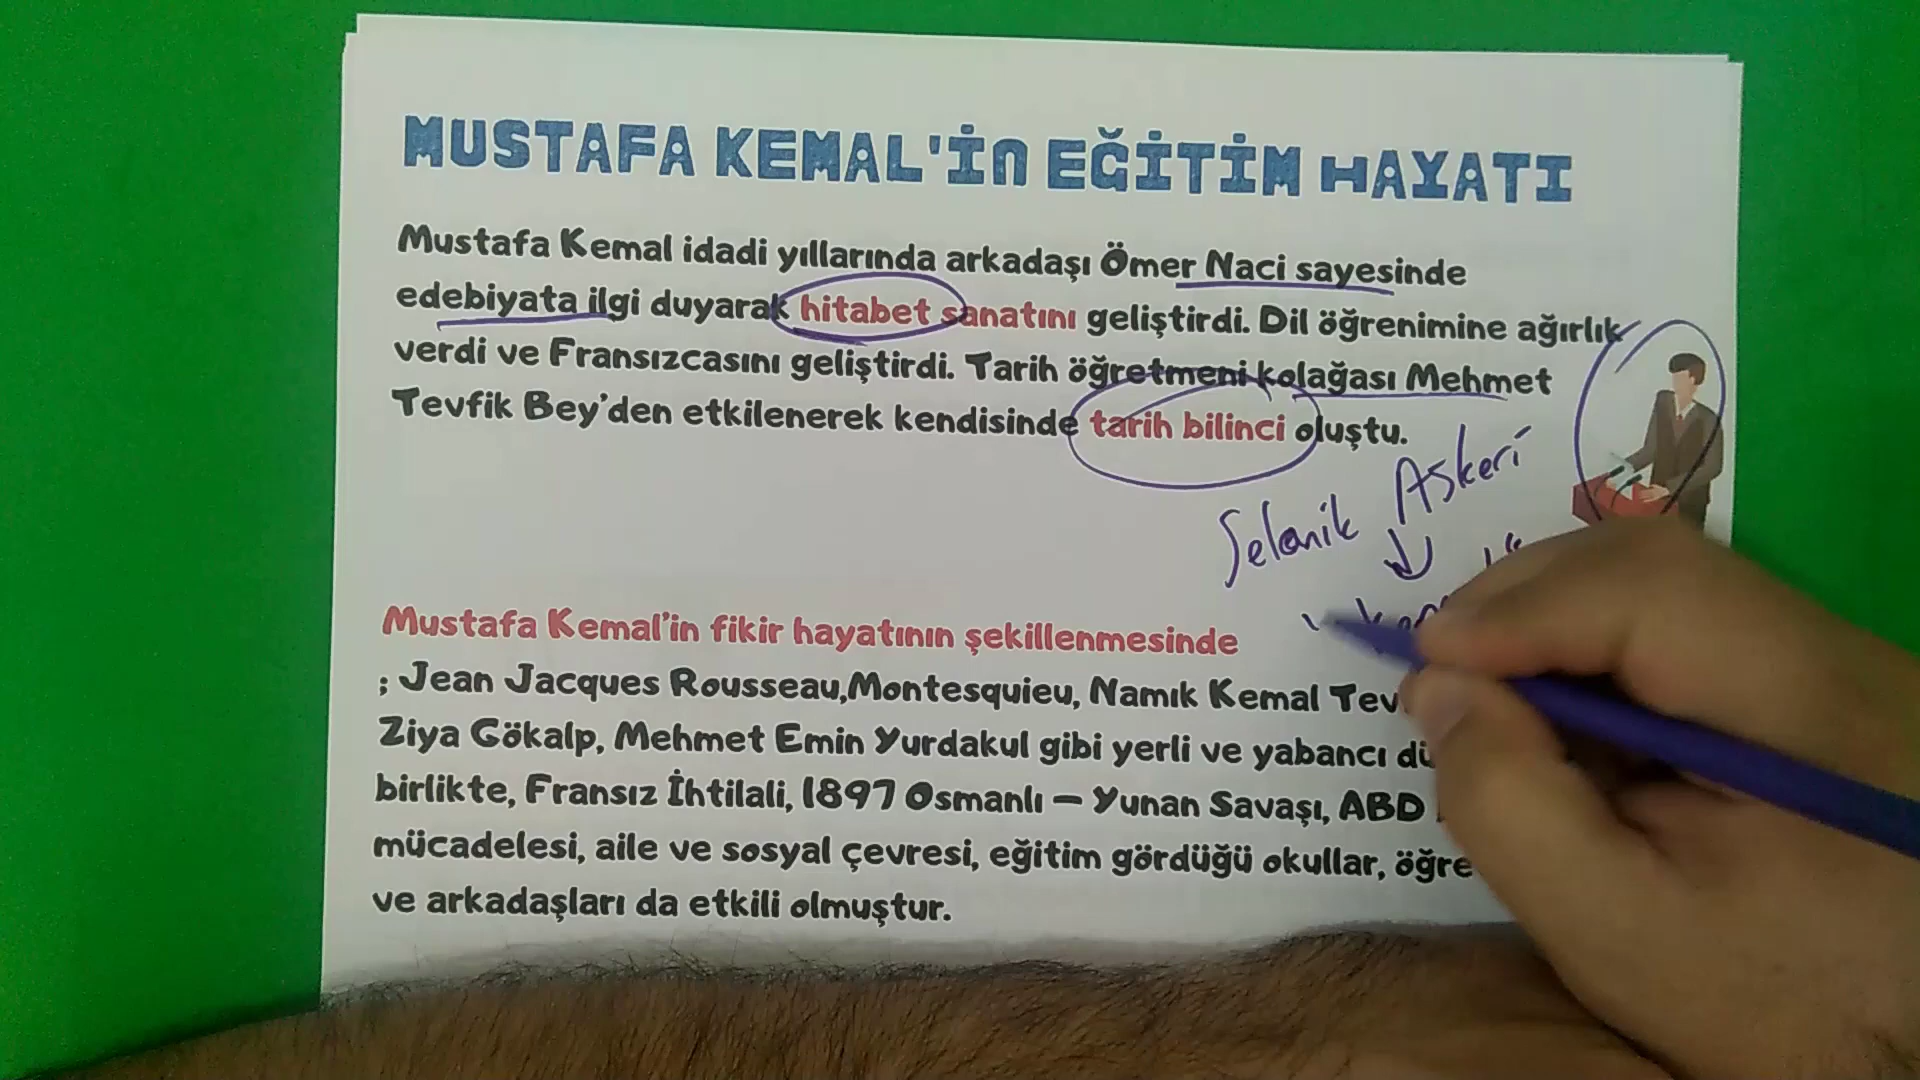 MUSTAFA KEMAL'İN EĞİTİM HAYATI
Mustafa Kemal idadi yıllarında arkadaşı Ömer Naci sayesinde
edebiyata ilgi duyarak hitabet sanatını geliştirdi. Dil öğrenimine ağırlık
verdi ve Fransızcasını geliştirdi. Tarih öğretmeni kolağası Mehmet
Tevfik Bey'den etkilenerek kendisinde tarih bilinci oluştu.
Selanik Askeri
Mustafa Kemal'in fikir hayatının şekillenmesinde
; Jean Jacques Rousseau,Montesquieu, Namık Kemal
Ziya Gökalp, Mehmet Emin Yurdakul gibi yerli ve yabancı
birlikte, Fransız İhtilali, 1897 Osmanlı – Yunan Savaşı, ABD
mücadelesi, aile ve sosyal çevresi, eğitim gördüğü okullar,
ve arkadaşları da etkili olmuştur.